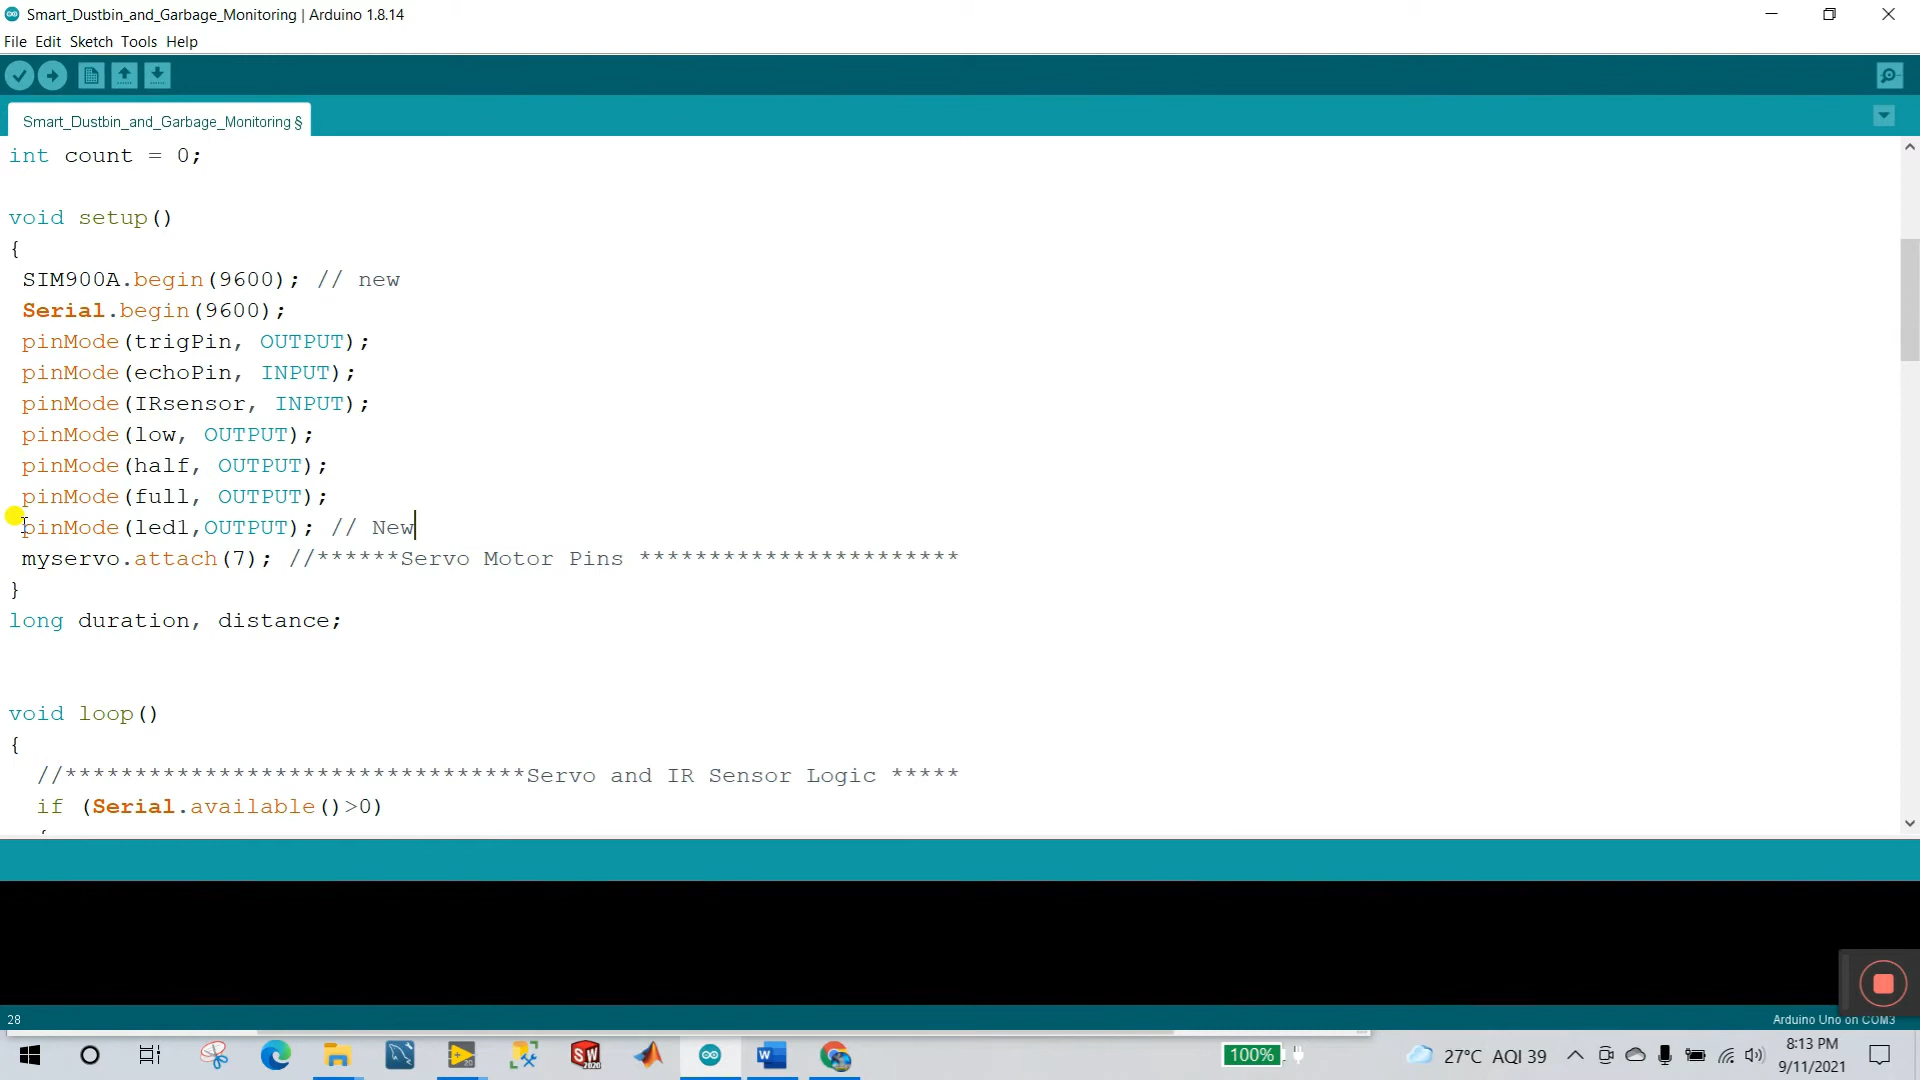 Smart_Dustbin_and_Garbage_Monitoring | Arduino 1.8.14
File Edit Sketch Tools Help
Smart_Dustbin_and_Garbage_Monitoring §
int count = 0;
void setup()
{
SIM900A.begin(9600); // new
Serial.begin(9600);
pinMode(trigPin, OUTPUT);
pinMode(echoPin, INPUT);
pinMode(IRsensor, INPUT);
pinMode(low, OUTPUT);
pinMode(half, OUTPUT);
pinMode(full, OUTPUT);
pinMode(led1,OUTPUT); // New
myservo.attach(7); //******Servo Motor Pins ***********************
}
long duration, distance;
void loop()
{
//*********************************Servo and IR Sensor Logic *****
if (Serial.available()>0)
{
28
Arduino Uno on COM3
100%
27°C AQI 39
8:13 PM
9/11/2021